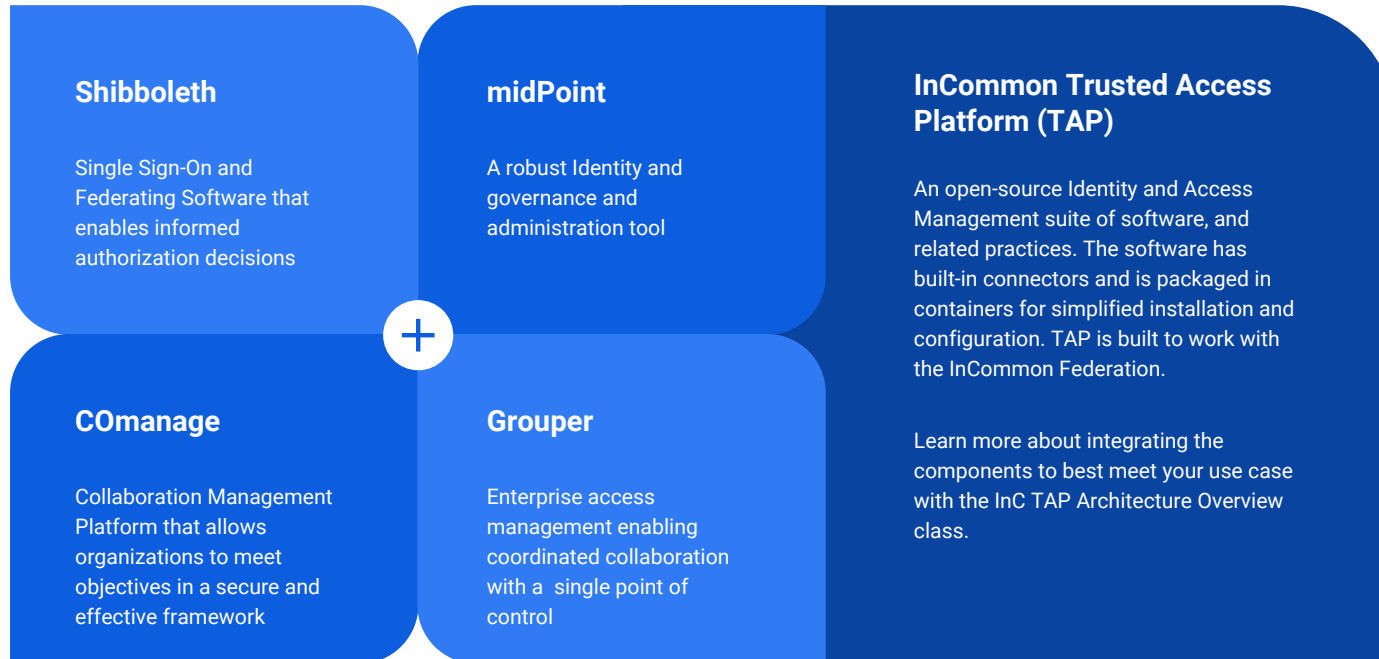 Shibboleth
Single Sign-On and
Federating Software that
enables informed
authorization decisions
midPoint
A robust Identity and
governance and
administration tool
COmanage
Collaboration Management
Platform that allows
organizations to meet
objectives in a secure and
effective framework
Grouper
Enterprise access
management enabling
coordinated collaboration
with a  single point of
control
InCommon Trusted Access
Platform (TAP)
An open-source Identity and Access
Management suite of software, and
related practices. The software has
built-in connectors and is packaged in
containers for simplified installation and
configuration. TAP is built to work with
the InCommon Federation.
Learn more about integrating the
components to best meet your use case
with the InC TAP Architecture Overview
class.